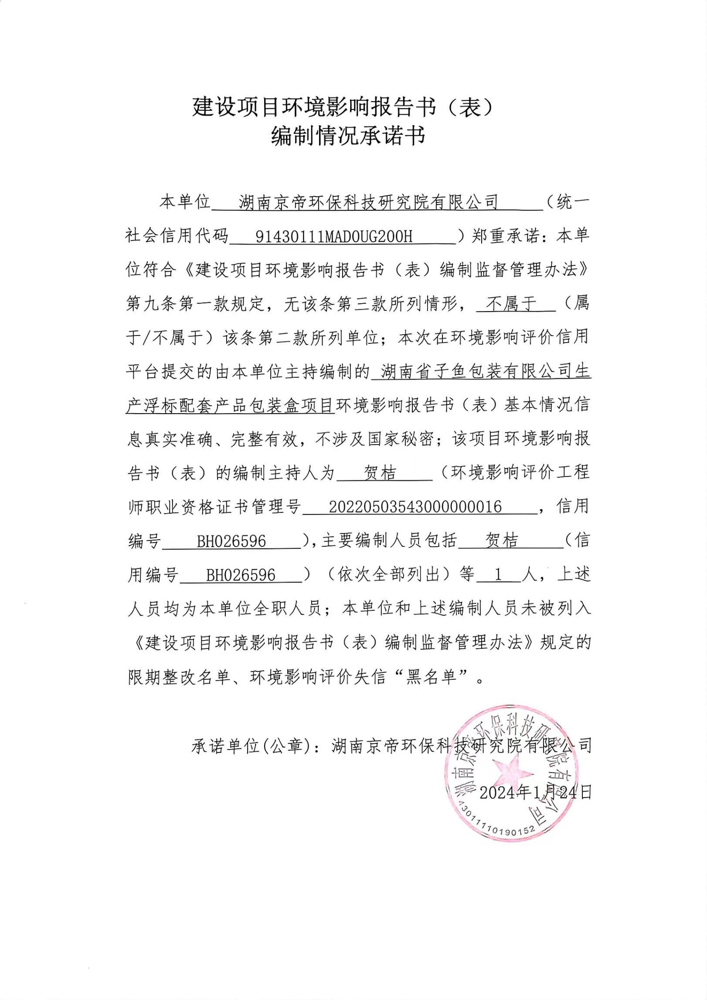 建设项目环境影响报告书（表）
编制情况承诺书
本单位 湖南京帝环保科技研究院有限公司 （统一
社会信用代码 91430111MAD0UG200H ）郑重承诺：本单
位符合《建设项目环境影响报告书（表）编制监督管理办法》
第九条第一款规定，无该条第三款所列情形， 不属于 （属
于/不属于）该条第二款所列单位；本次在环境影响评价信用
平台提交的由本单位主持编制的 湖南省子鱼包装有限公司生
产浮标配套产品包装盒项目环境影响报告书（表）基本情况信
息真实准确、完整有效，不涉及国家秘密；该项目环境影响报
告书（表）的编制主持人为 贺桔 （环境影响评价工程
师职业资格证书管理号 20220503543000000016 ，信用
编号 BH026596 ），主要编制人员包括 贺桔 （信
用编号 BH026596 ）（依次全部列出）等 1 人，上述
人员均为本单位全职人员；本单位和上述编制人员未被列入
《建设项目环境影响报告书（表）编制监督管理办法》规定的
限期整改名单、环境影响评价失信“黑名单”。
承诺单位(公章)：湖南京帝环保科技研究院有限公司
2024年1月24日
湖南京帝环保科技研究院有限公司
43011110190152